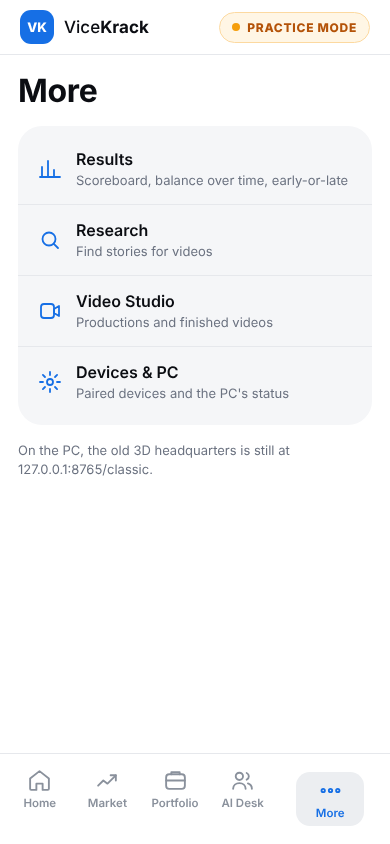 VK ViceKrack PRACTICE MODE
More
Results
Scoreboard, balance over time, early-or-late
Research
Find stories for videos
Video Studio
Productions and finished videos
Devices & PC
Paired devices and the PC's status
On the PC, the old 3D headquarters is still at
127.0.0.1:8765/classic.
Home Market Portfolio AI Desk More